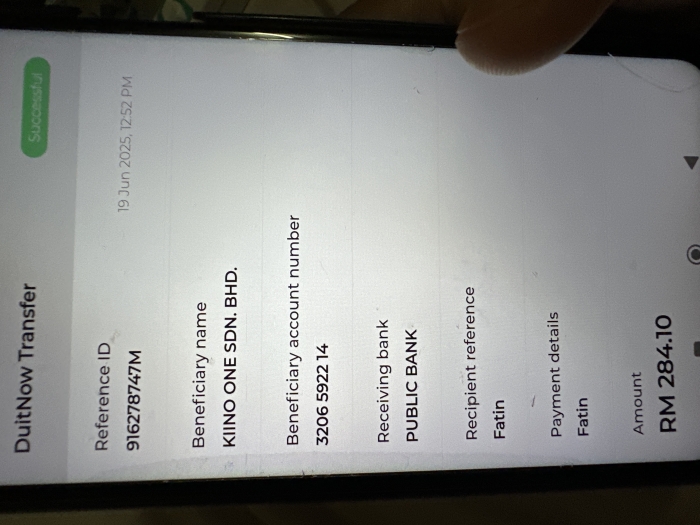 DuitNow Transfer
Successful
Reference ID
916278747M
19 Jun 2025, 12:52 PM
Beneficiary name
KIINO ONE SDN. BHD.
Beneficiary account number
3206 5922 14
Receiving bank
PUBLIC BANK
Recipient reference
Fatin
Payment details
Fatin
Amount
RM 284.10